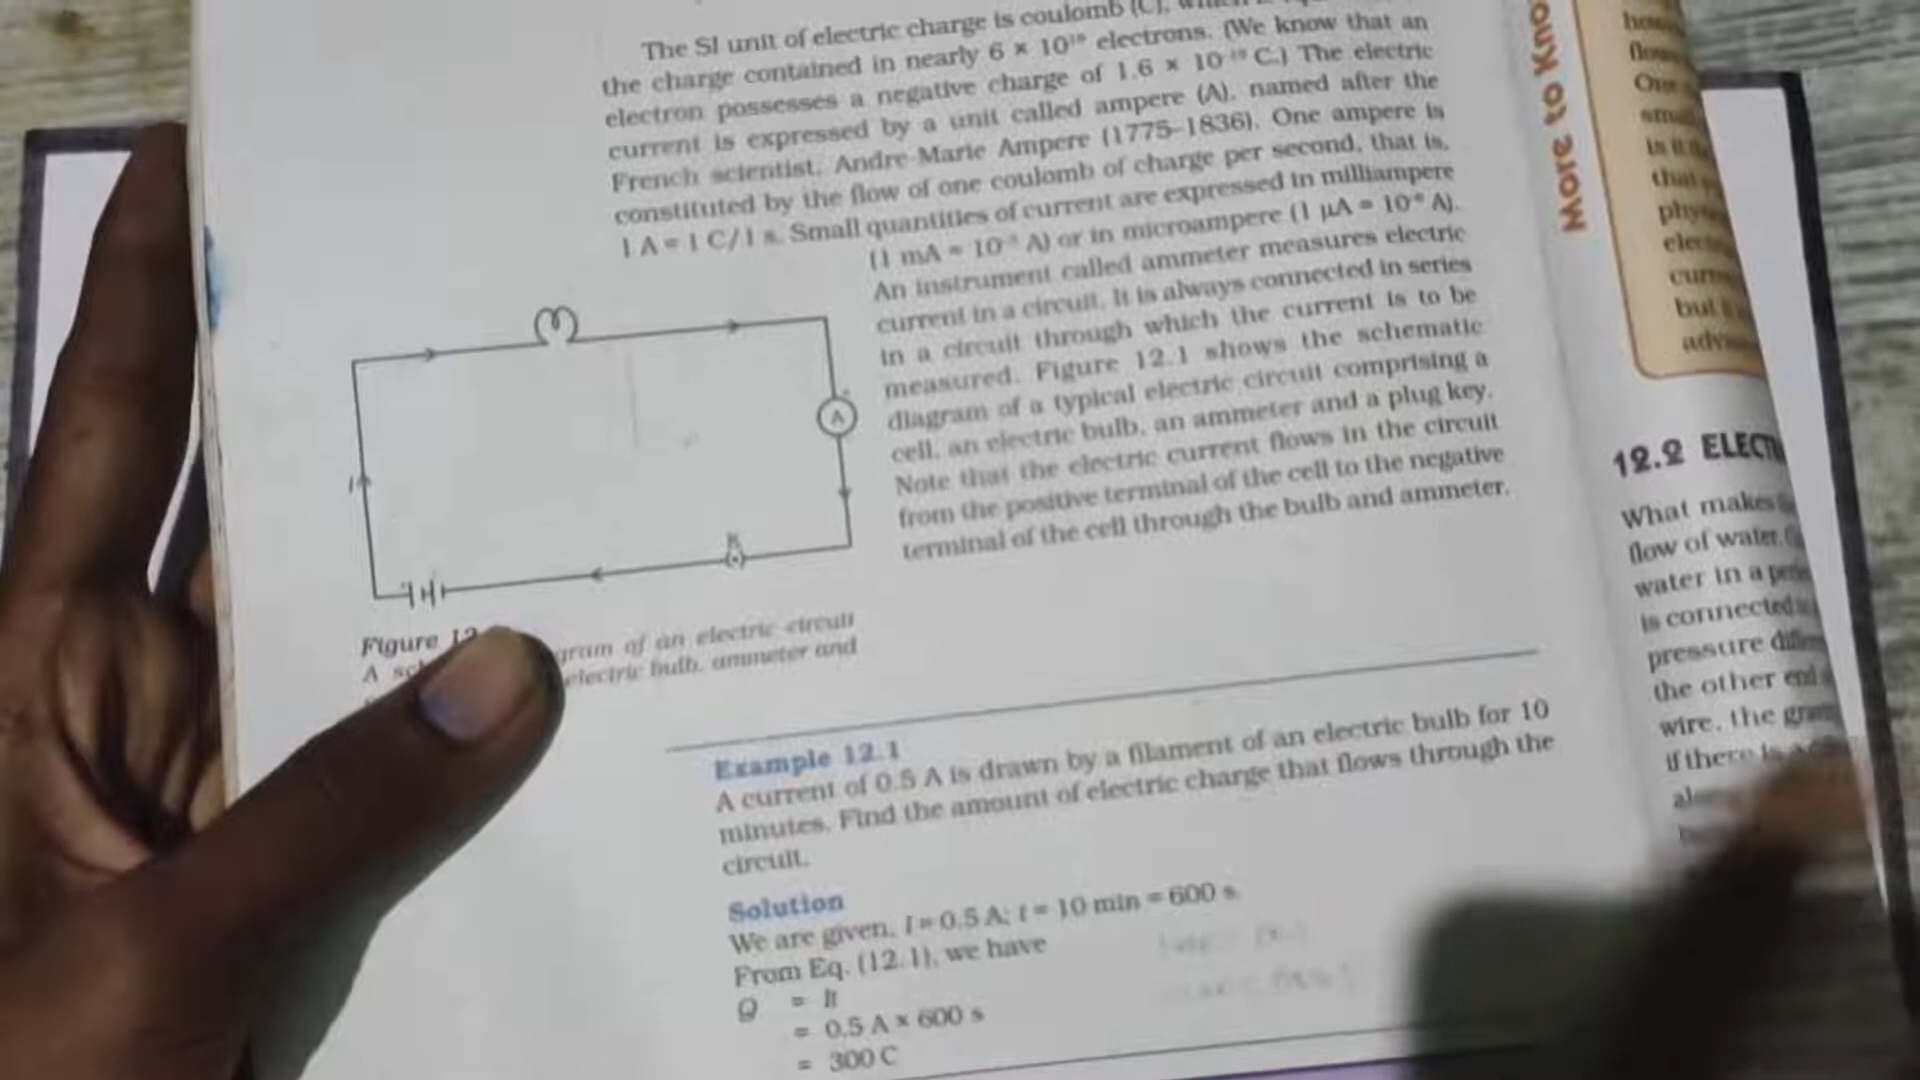 The SI unit of electric charge is coulomb (C),
the charge contained in nearly 6 × 10¹⁸ electrons. (We know that an
electron possesses a negative charge of 1.6 × 10⁻¹⁹ C.) The electric
current is expressed by a unit called ampere (A), named after the
French scientist, Andre-Marie Ampere (1775–1836). One ampere is
constituted by the flow of one coulomb of charge per second, that is,
1 A = 1 C/1 s. Small quantities of current are expressed in milliampere
(1 mA = 10⁻³ A) or in microampere (1 µA = 10⁻⁶ A).
An instrument called ammeter measures electric
current in a circuit. It is always connected in series
in a circuit through which the current is to be
measured. Figure 12.1 shows the schematic
diagram of a typical electric circuit comprising a
cell, an electric bulb, an ammeter and a plug key.
Note that the electric current flows in the circuit
from the positive terminal of the cell to the negative
terminal of the cell through the bulb and ammeter.
A
K
Figure
A of an electric circuit
electric bulb, ammeter and
Example 12.1
A current of 0.5 A is drawn by a filament of an electric bulb for 10
minutes. Find the amount of electric charge that flows through the
circuit.
Solution
We are given, I = 0.5 A; t = 10 min = 600 s.
From Eq. (12.1), we have
Q = It
= 0.5 A × 600 s
= 300 C
More to
One
is it
that
but
12.2
What makes
flow of water.
water in a
is connected
pressure
the other end
wire, the
if there is